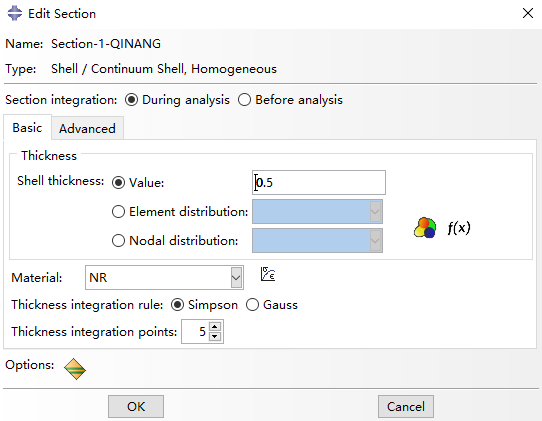 Edit Section
Name: Section-1-QINANG
Type: Shell / Continuum Shell, Homogeneous
Section integration: During analysis Before analysis
Basic Advanced
Thickness
Shell thickness: Value: 0.5
Element distribution:
Nodal distribution:
f(x)
Material: NR
Thickness integration rule: Simpson Gauss
Thickness integration points: 5
Options:
OK Cancel